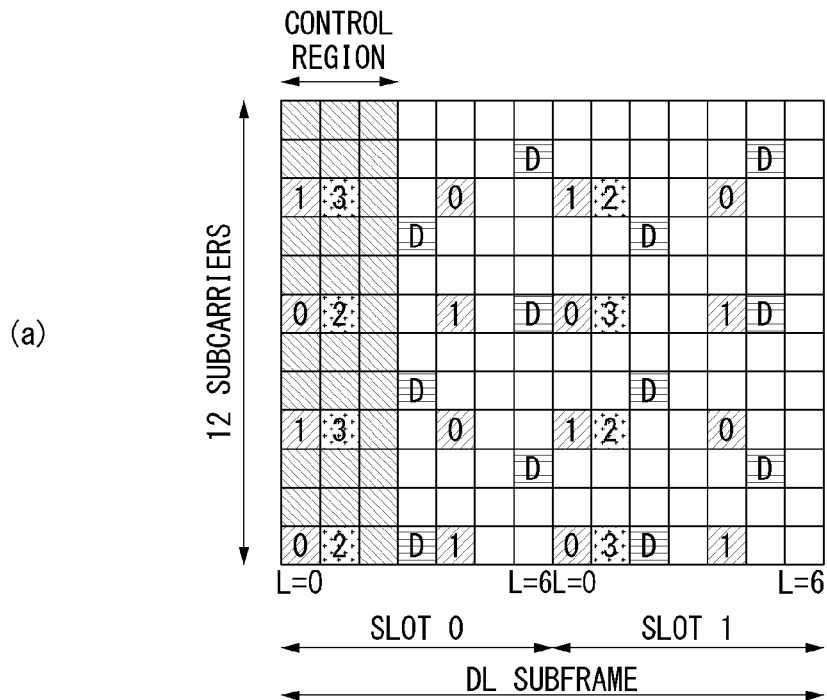 CONTROL
REGION
D D
1 3 0 1 2 0
D D
0 2 1 D 0 3 1 D
D D
1 3 0 1 2 0
D D
0 2 D 1 0 3 D 1
12 SUBCARRIERS
(a)
L=0 L=6 L=0 L=6
SLOT 0 SLOT 1
DL SUBFRAME